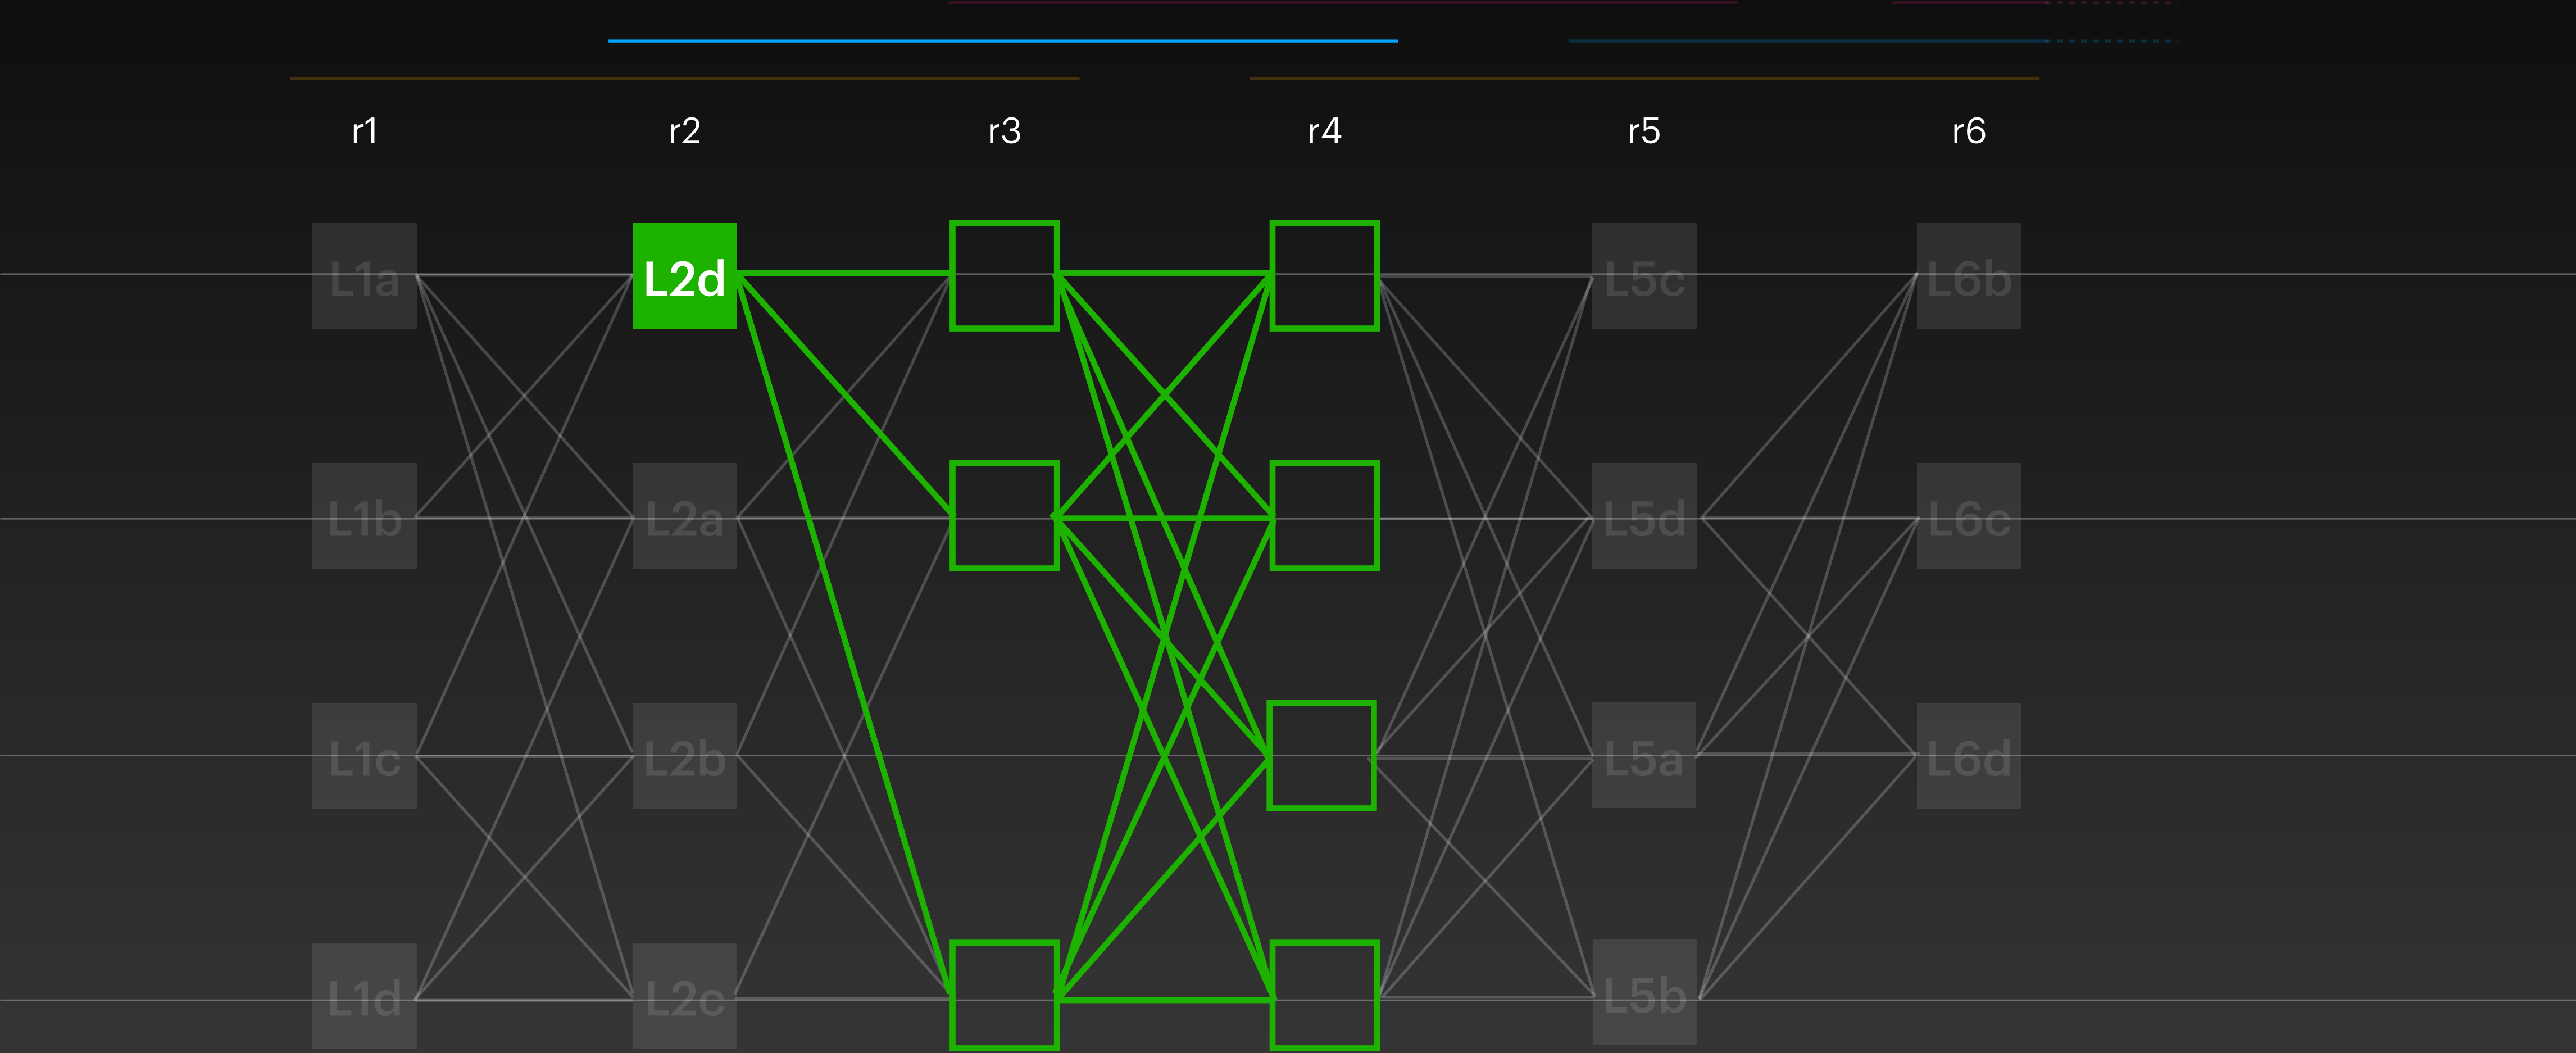 r1 r2 r3 r4 r5 r6
L1a L2d L5c L6b
L1b L2a L5d L6c
L1c L2b L5a L6d
L1d L2c L5b